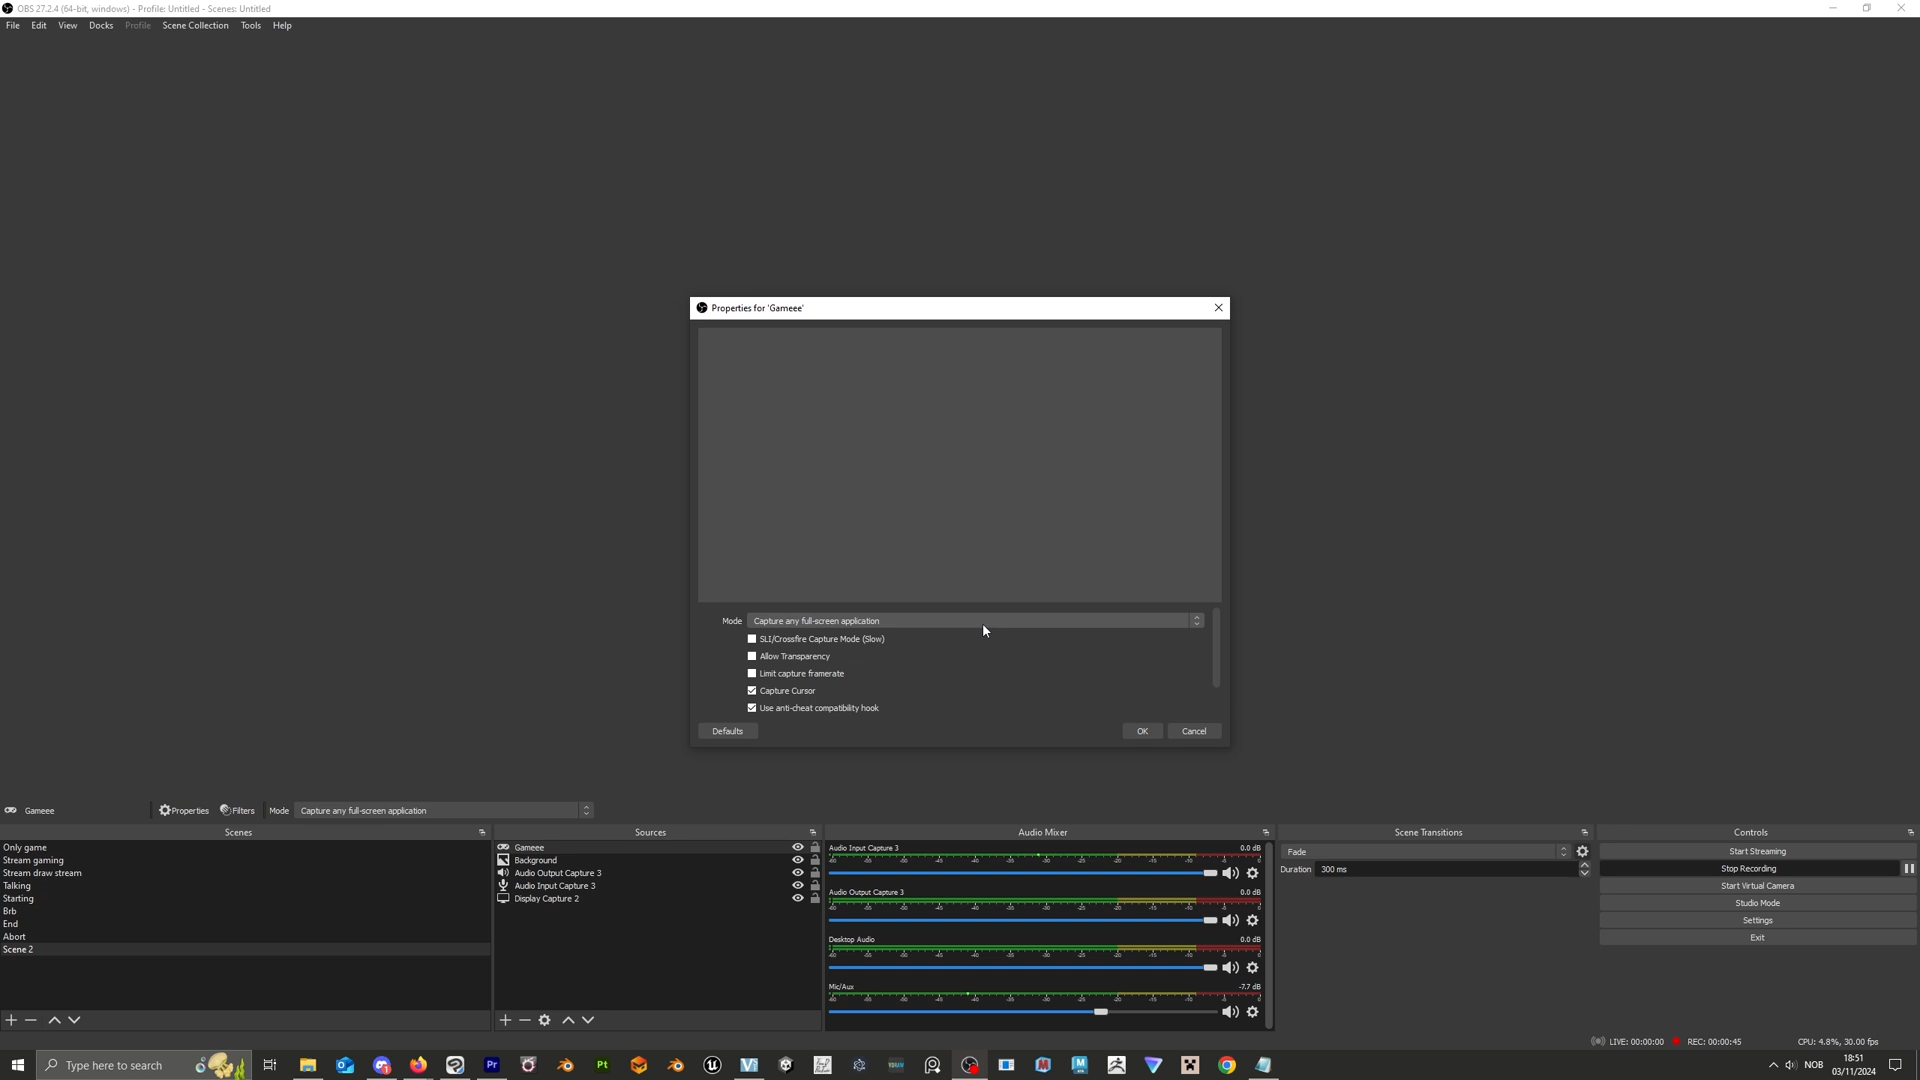 OBS 27.2.4 (64-bit, windows) - Profile: Untitled - Scenes: Untitled
File Edit View Docks Profile Scene Collection Tools Help
Properties for 'Gameee'
Mode Capture any full-screen application
SLI/Crossfire Capture Mode (Slow)
Allow Transparency
Limit capture framerate
Capture Cursor
Use anti-cheat compatibility hook
Defaults OK Cancel
Gameee Properties Filters Mode Capture any full-screen application
Scenes
Only game
Stream gaming
Stream draw stream
Talking
Starting
Brb
End
Abort
Scene 2
Sources
Gameee
Background
Audio Output Capture 3
Audio Input Capture 3
Display Capture 2
Audio Mixer
Audio Input Capture 3 0.0 dB
Audio Output Capture 3 0.0 dB
Desktop Audio 0.0 dB
Mic/Aux -7.7 dB
Scene Transitions
Fade
Duration 300 ms
Controls
Start Streaming
Stop Recording
Start Virtual Camera
Studio Mode
Settings
Exit
LIVE: 00:00:00 REC: 00:00:45 CPU: 4.8%, 30.00 fps
Type here to search
Pr
Pt
NOB
18:51
03/11/2024